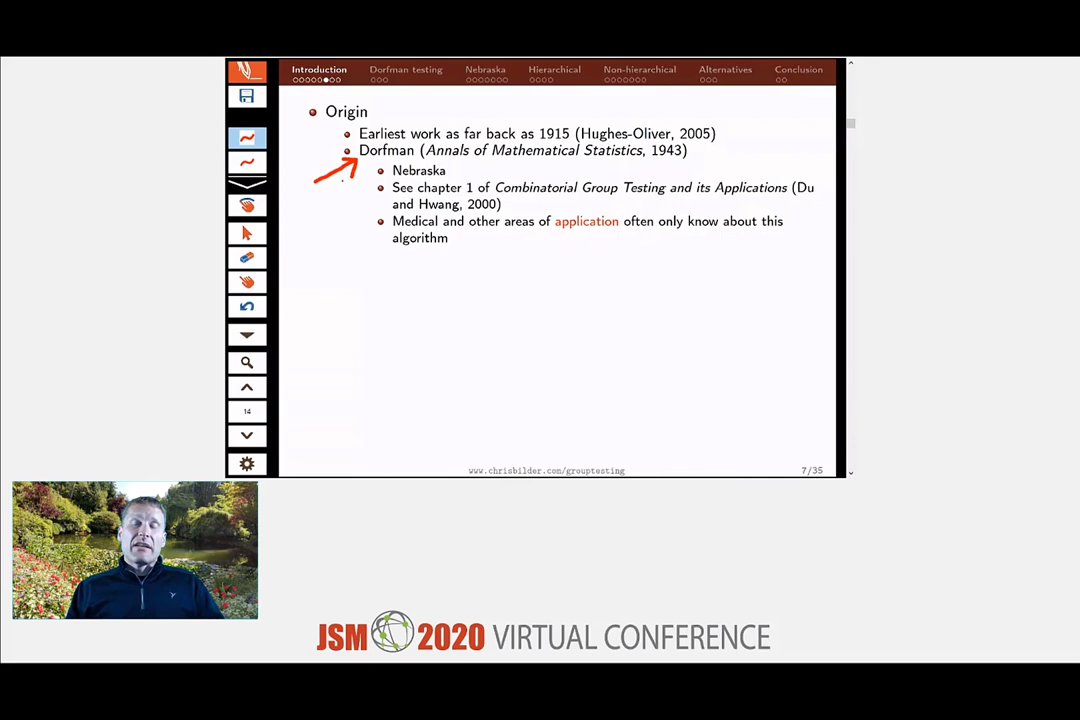 Introduction Dorfman testing Nebraska Hierarchical Non-hierarchical Alternatives Conclusion
Origin
Earliest work as far back as 1915 (Hughes-Oliver, 2005)
Dorfman (Annals of Mathematical Statistics, 1943)
Nebraska
See chapter 1 of Combinatorial Group Testing and its Applications (Du
and Hwang, 2000)
Medical and other areas of application often only know about this
algorithm
14
www.chrisbilder.com/grouptesting 7/35
JSM 2020 VIRTUAL CONFERENCE